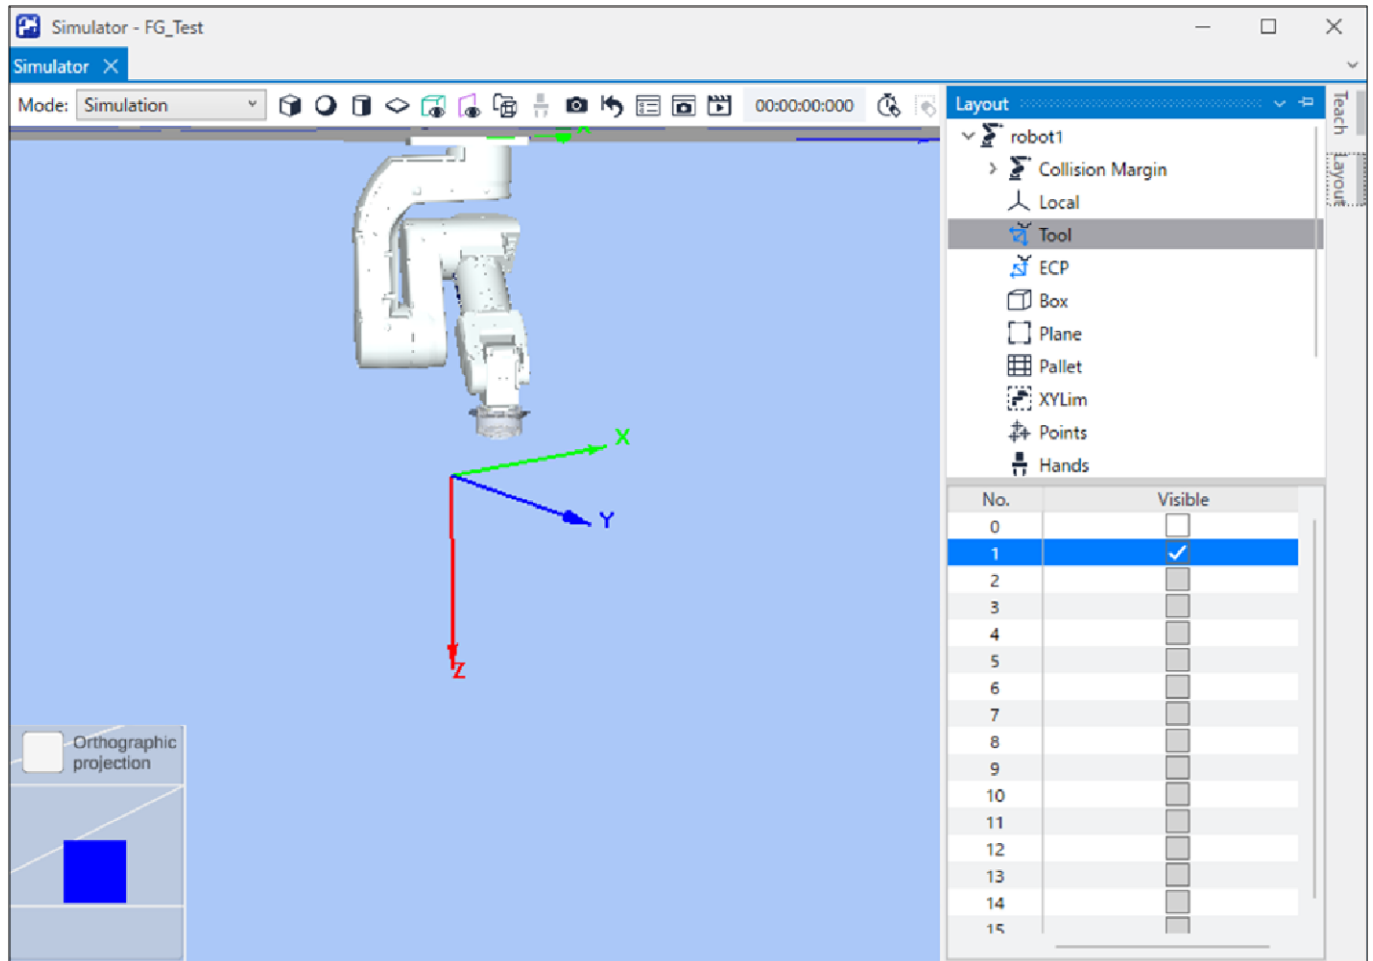 Simulator - FG_Test
Simulator
Mode: Simulation 00:00:00:000
Layout
robot1
Collision Margin
Local
Tool
ECP
Box
Plane
Pallet
XYLim
Points
Hands
Teach
Layout
X
Y
Z
Orthographic
projection
No. Visible
0
1
2
3
4
5
6
7
8
9
10
11
12
13
14
15